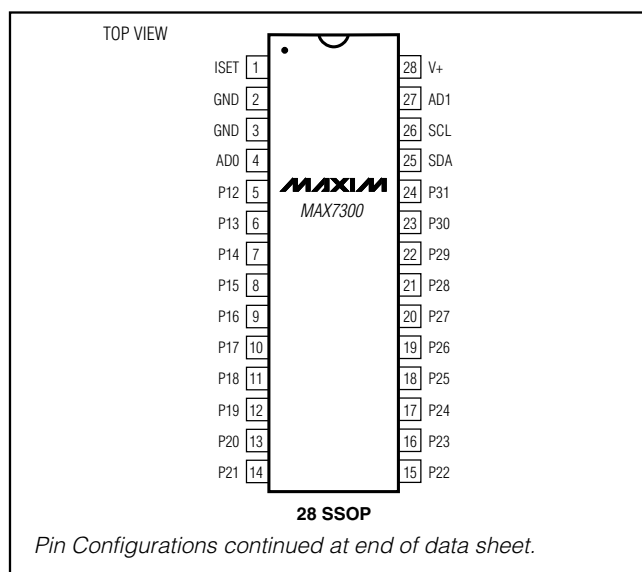 TOP VIEW
ISET 1 28 V+
GND 2 27 AD1
GND 3 26 SCL
AD0 4 25 SDA
MAXIM
P12 5 24 P31
MAX7300
P13 6 23 P30
P14 7 22 P29
P15 8 21 P28
P16 9 20 P27
P17 10 19 P26
P18 11 18 P25
P19 12 17 P24
P20 13 16 P23
P21 14 15 P22
28 SSOP
Pin Configurations continued at end of data sheet.